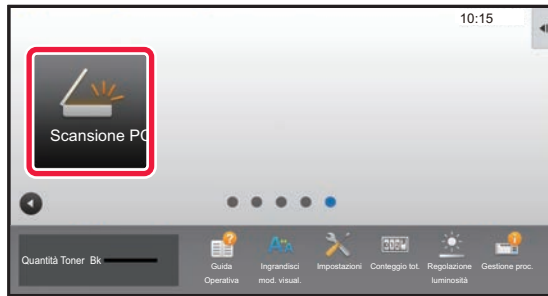 10:15
Scansione PC
Quantità Toner Bk
Guida
Operativa
Ingrandisci
mod. visual.
Impostazioni
Conteggio tot.
Regolazione
luminosità
Gestione proc.